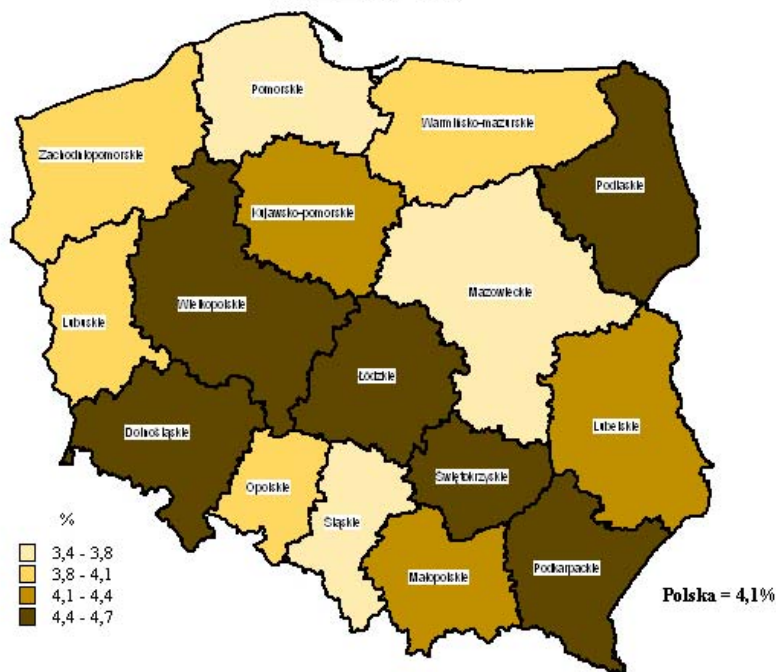 Pomorskie
Warmińsko-mazurskie
Zachodniopomorskie
Podlaskie
Kujawsko-pomorskie
Mazowieckie
Wielkopolskie
Lubuskie
Łódzkie
Dolnośląskie
Lubelskie
Świętokrzyskie
Opolskie
Śląskie
Podkarpackie
Małopolskie
%
3,4 - 3,8
3,8 - 4,1
4,1 - 4,4
4,4 - 4,7
Polska = 4,1%